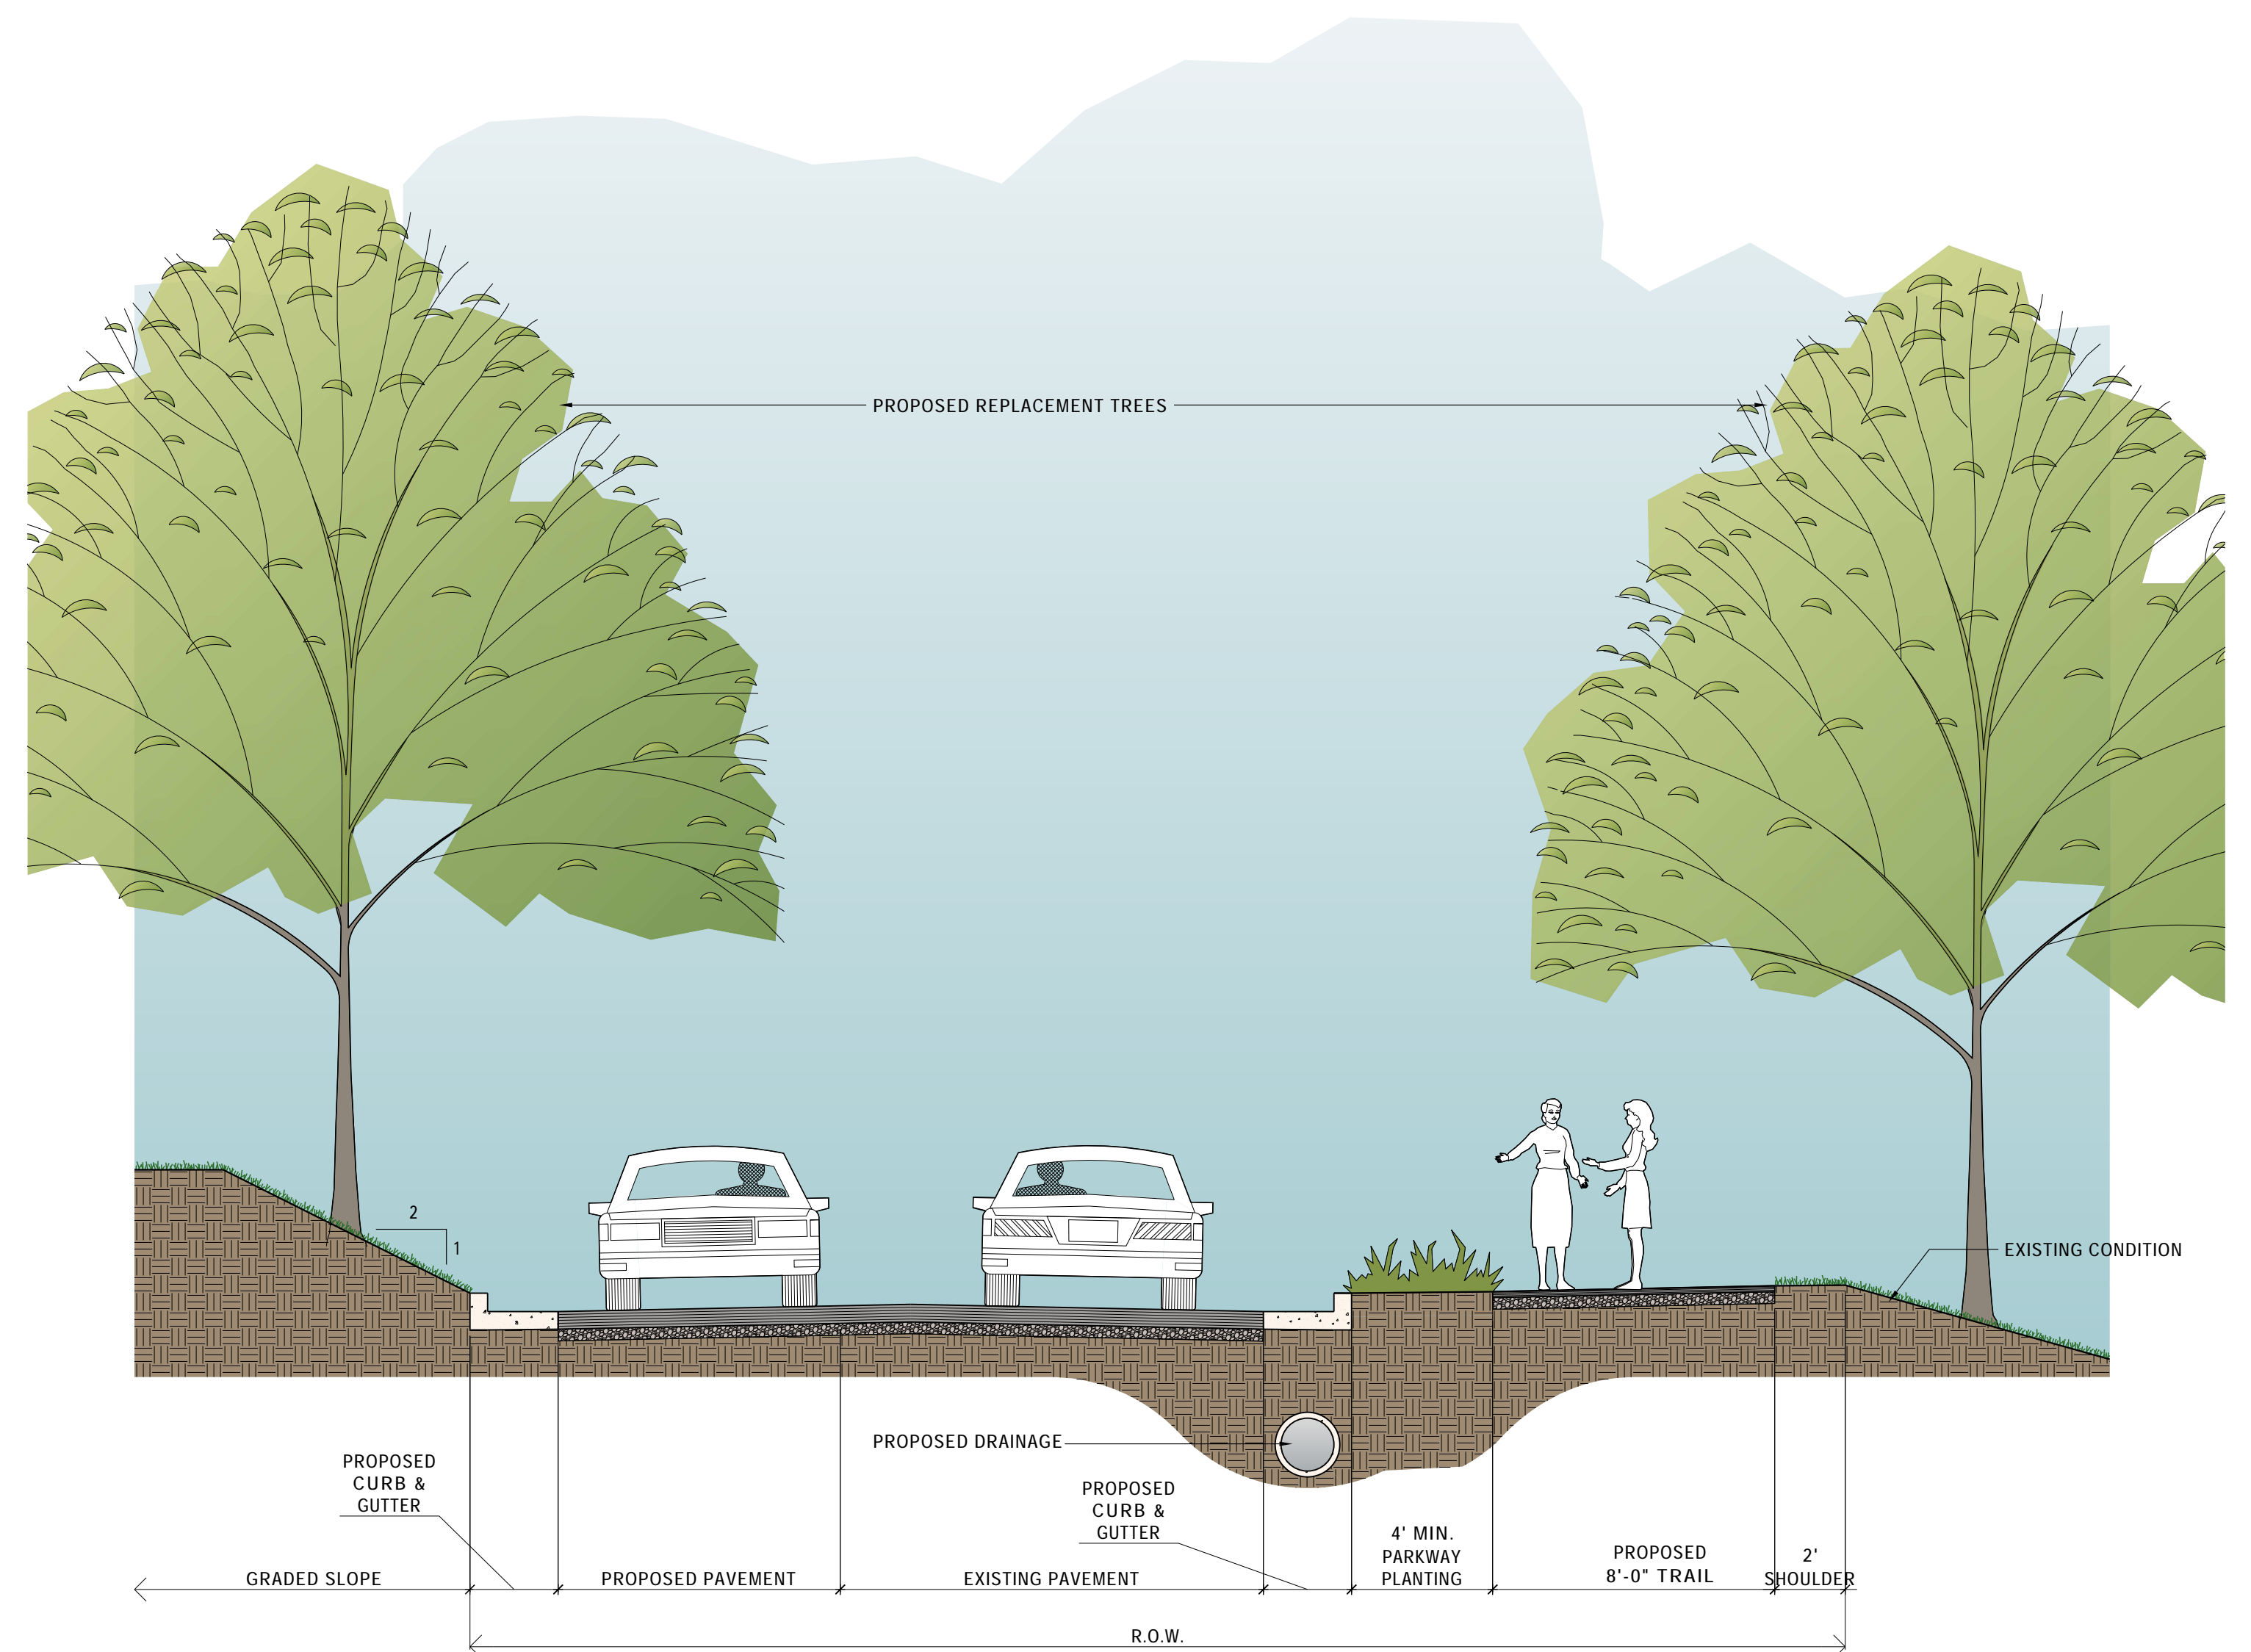 PROPOSED REPLACEMENT TREES
2
1
EXISTING CONDITION
PROPOSED DRAINAGE
PROPOSED
CURB &
GUTTER
PROPOSED
CURB &
GUTTER
GRADED SLOPE
PROPOSED PAVEMENT
EXISTING PAVEMENT
4' MIN.
PARKWAY
PLANTING
PROPOSED
8'-0" TRAIL
2'
SHOULDER
R.O.W.